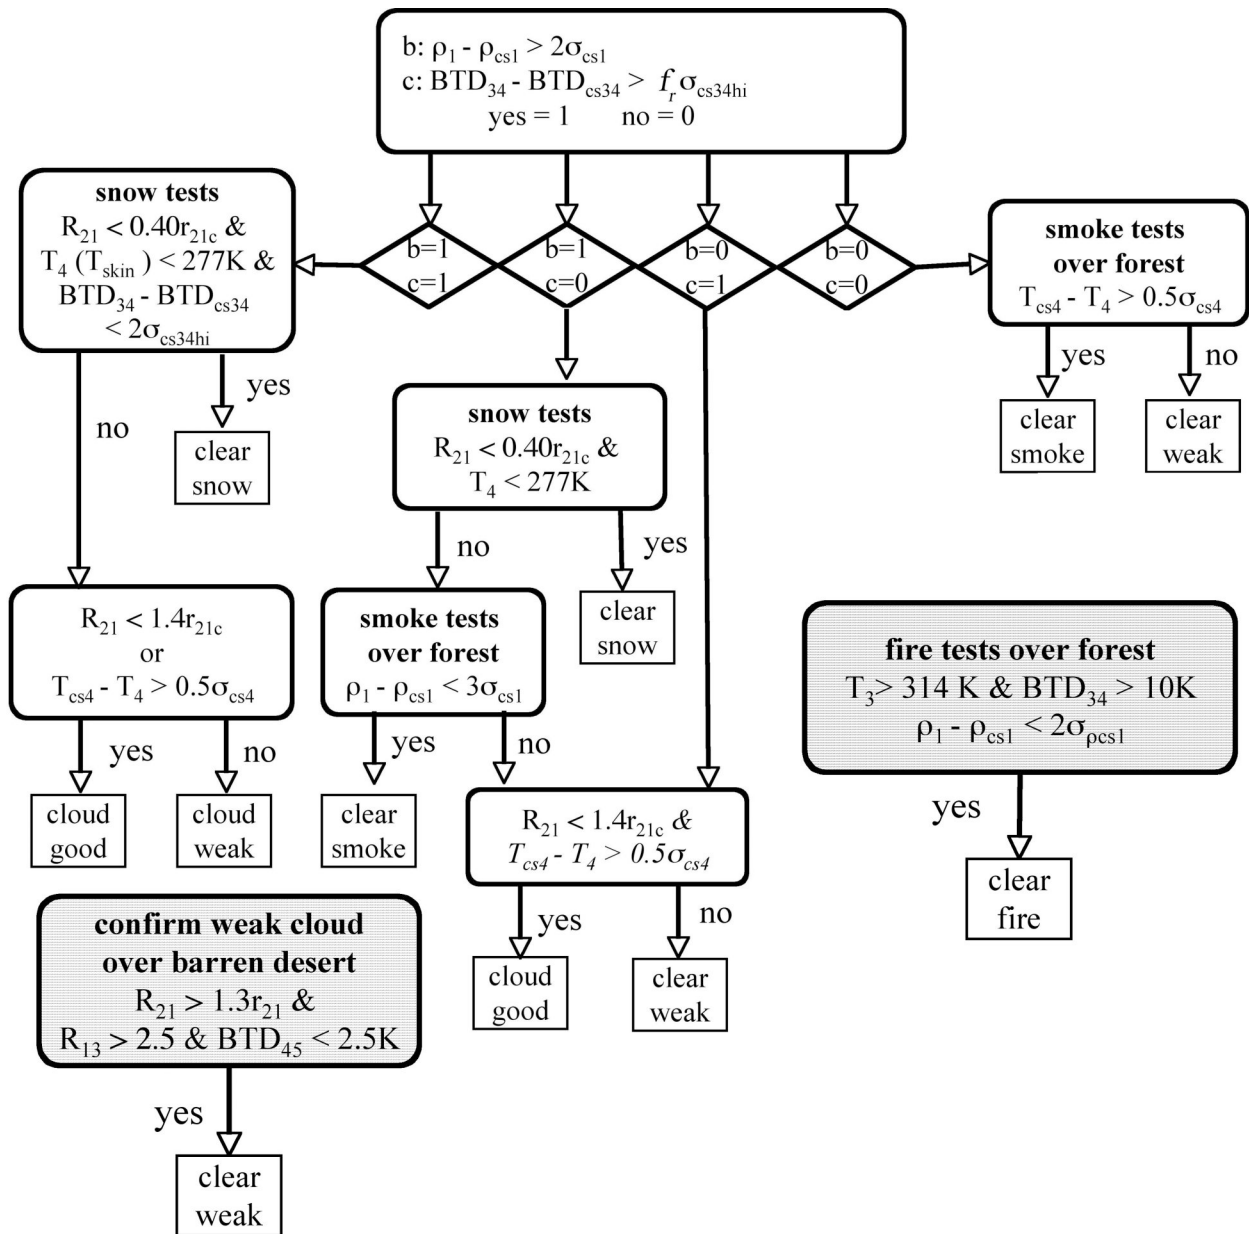 b: ρ₁ - ρcs1 > 2σcs1
c: BTD₃₄ - BTDcs34 > fr σcs34hi
yes = 1 no = 0
snow tests
R₂₁ < 0.40r21c &
T₄ (Tskin ) < 277K &
BTD₃₄ - BTDcs34
< 2σcs34hi
b=1
c=1
b=1
c=0
b=0
c=1
b=0
c=0
smoke tests
over forest
Tcs4 - T₄ > 0.5σcs4
yes
no
clear
smoke
clear
weak
no
yes
clear
snow
snow tests
R₂₁ < 0.40r21c &
T₄ < 277K
no
yes
clear
snow
R₂₁ < 1.4r21c
or
Tcs4 - T₄ > 0.5σcs4
yes
no
cloud
good
cloud
weak
smoke tests
over forest
ρ₁ - ρcs1 < 3σcs1
yes
no
clear
smoke
R₂₁ < 1.4r21c &
Tcs4 - T₄ > 0.5σcs4
yes
no
cloud
good
clear
weak
fire tests over forest
T₃> 314 K & BTD₃₄ > 10K
ρ₁ - ρcs1 < 2σρcs1
yes
clear
fire
confirm weak cloud
over barren desert
R₂₁ > 1.3r₂₁ &
R₁₃ > 2.5 & BTD₄₅ < 2.5K
yes
clear
weak